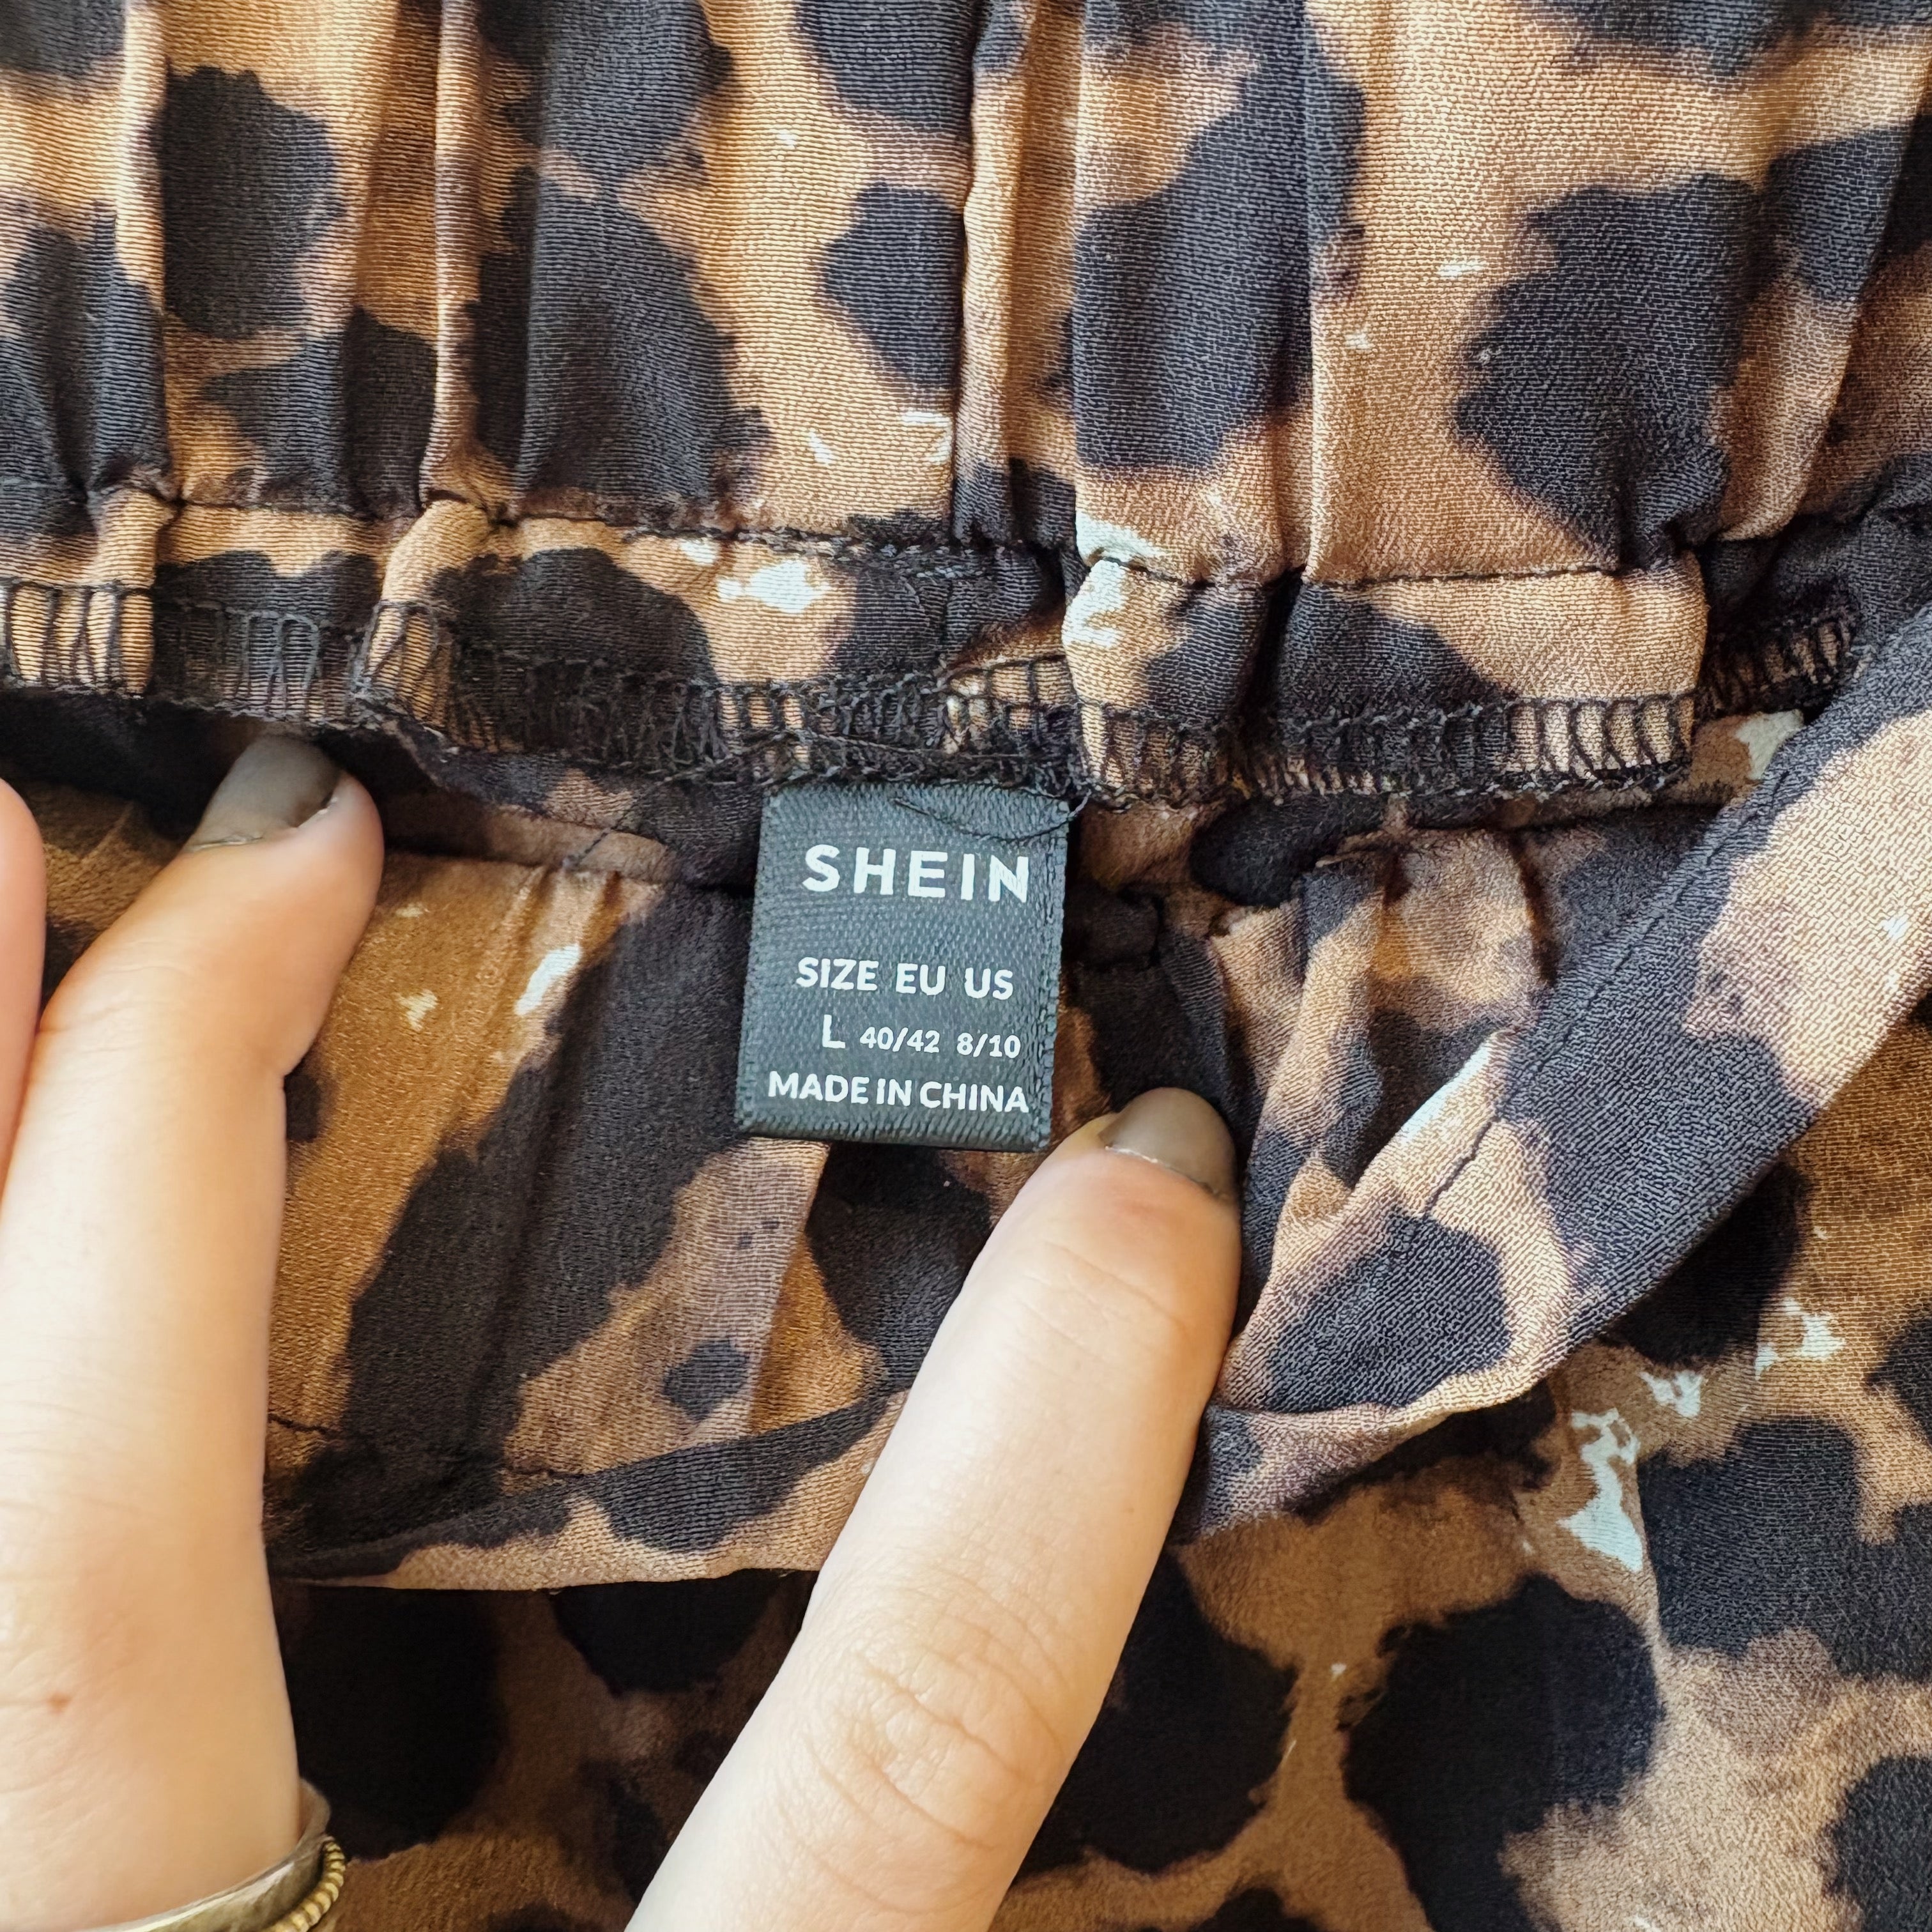 SHEIN
SIZE EU US
L 40/42 8/10
MADE IN CHINA